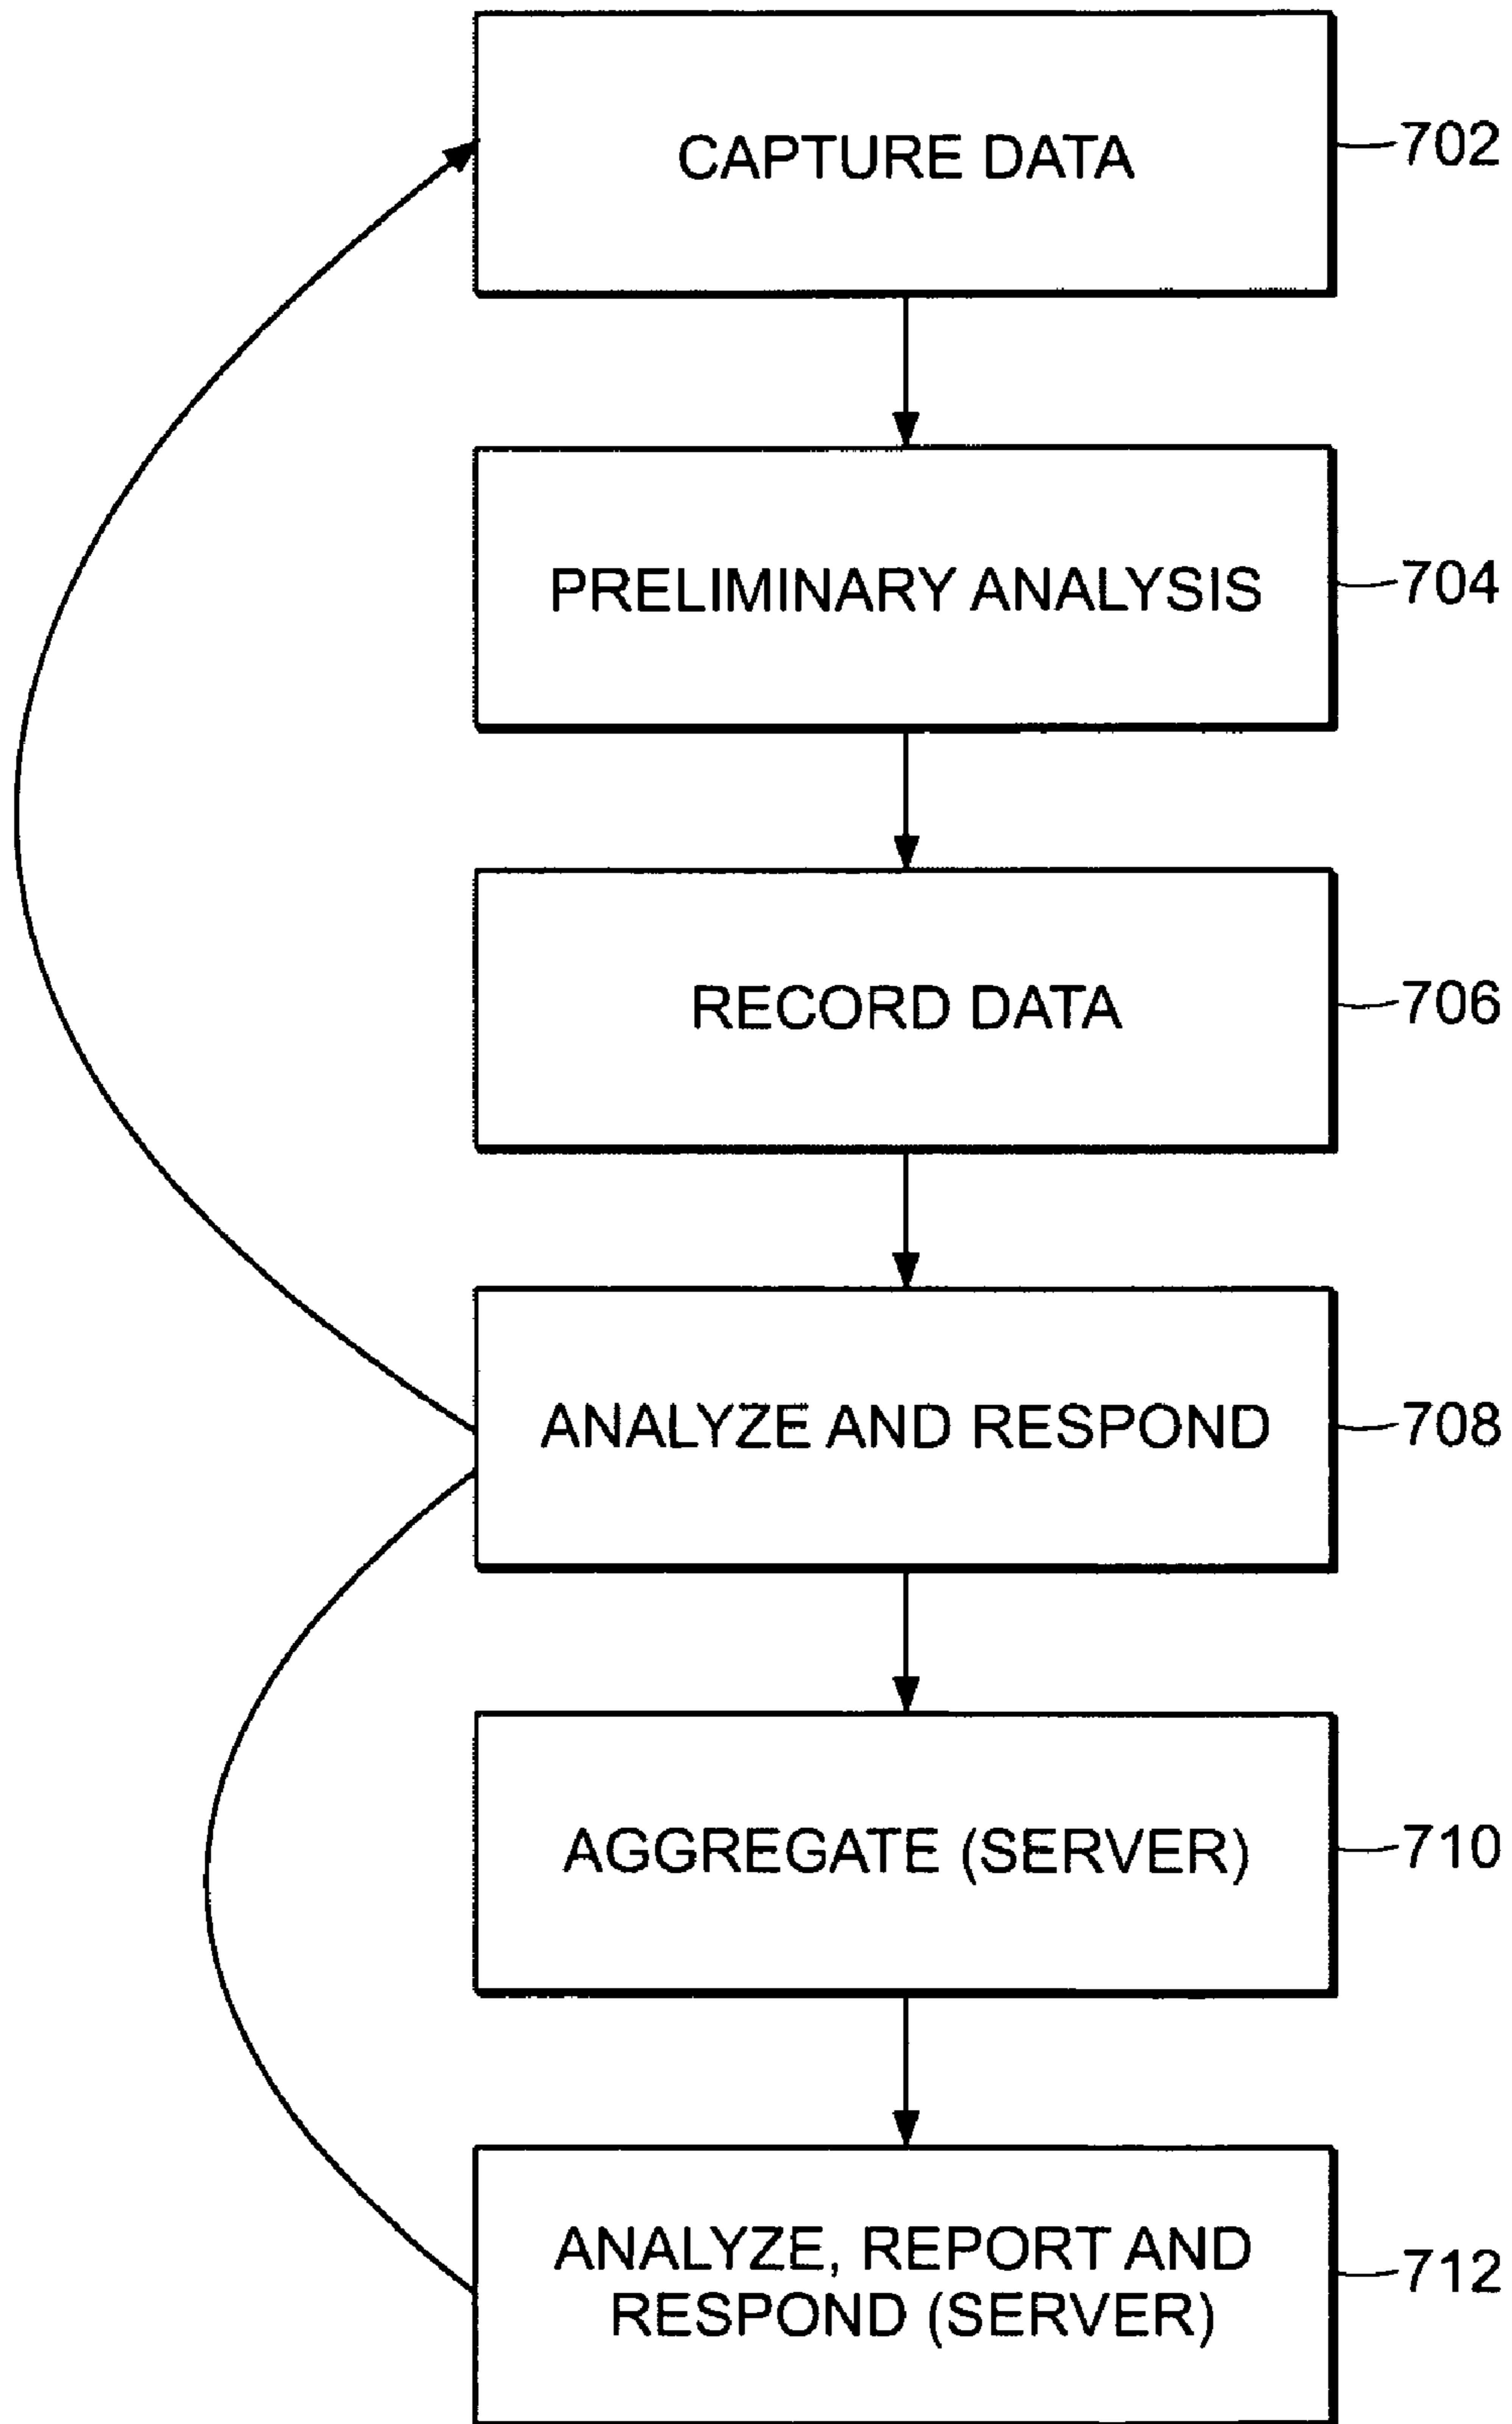 CAPTURE DATA
702
PRELIMINARY ANALYSIS
704
RECORD DATA
706
ANALYZE AND RESPOND
708
AGGREGATE (SERVER)
710
ANALYZE, REPORT AND
RESPOND (SERVER)
712